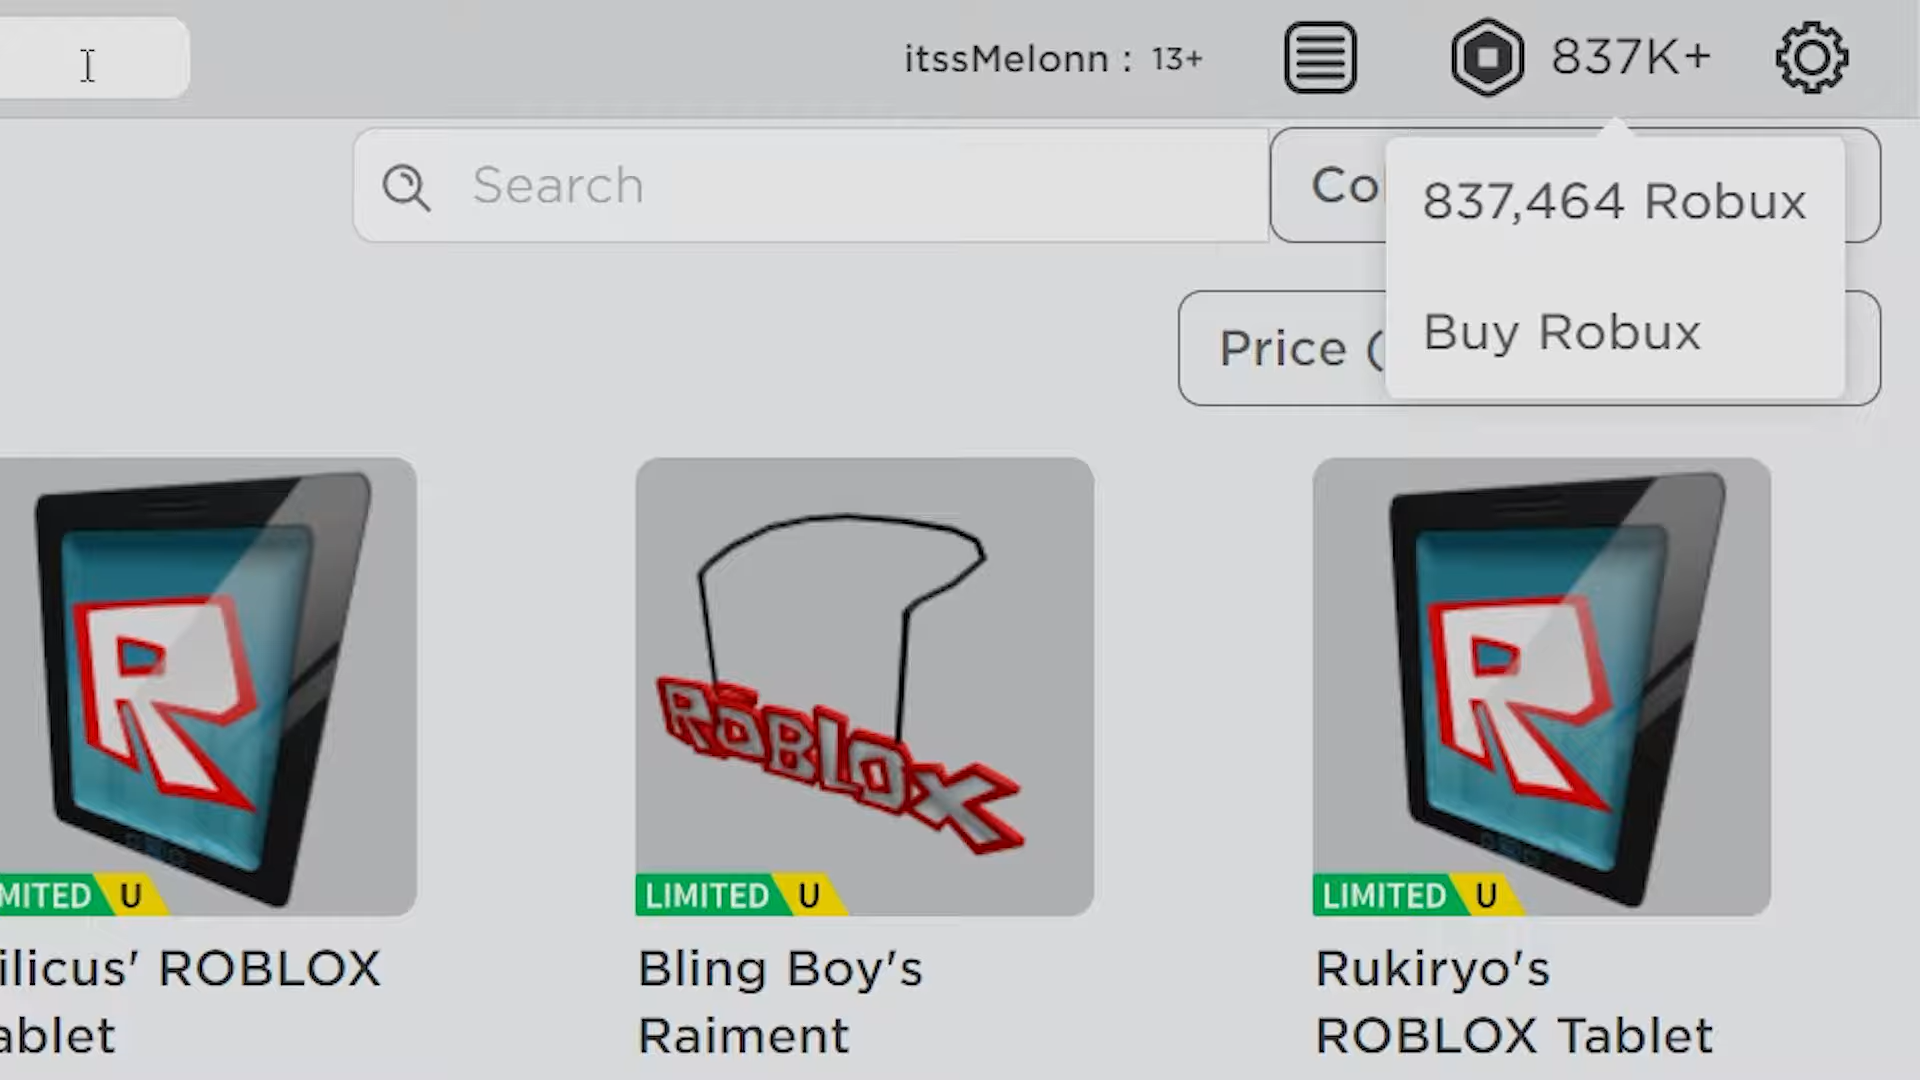 itssMelonn : 13+
837K+
Search
Co
837,464 Robux
Price (
Buy Robux
R
ROBLOX
R
MITED U
LIMITED U
LIMITED U
ilicus' ROBLOX
ablet
Bling Boy's
Raiment
Rukiryo's
ROBLOX Tablet